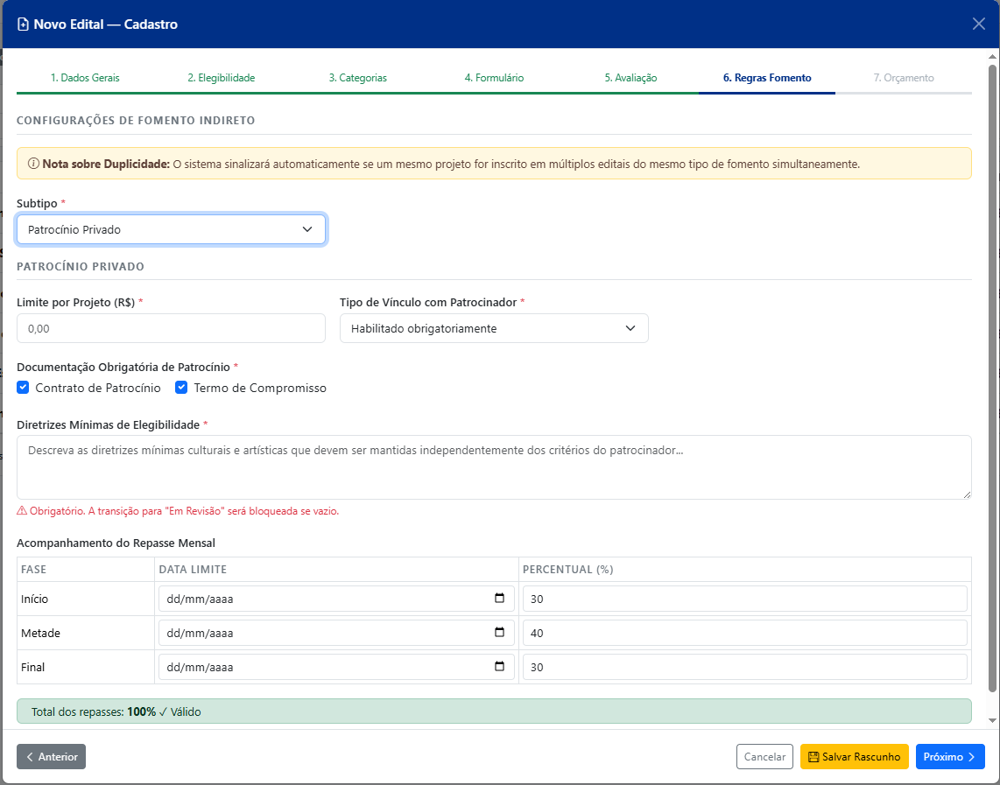 Novo Edital — Cadastro
1. Dados Gerais
2. Elegibilidade
3. Categorias
4. Formulário
5. Avaliação
6. Regras Fomento
7. Orçamento
CONFIGURAÇÕES DE FOMENTO INDIRETO
Nota sobre Duplicidade: O sistema sinalizará automaticamente se um mesmo projeto for inscrito em múltiplos editais do mesmo tipo de fomento simultaneamente.
Subtipo *
Patrocínio Privado
PATROCÍNIO PRIVADO
Limite por Projeto (R$) *
Tipo de Vínculo com Patrocinador *
0,00
Habilitado obrigatoriamente
Documentação Obrigatória de Patrocínio *
Contrato de Patrocínio
Termo de Compromisso
Diretrizes Mínimas de Elegibilidade *
Descreva as diretrizes mínimas culturais e artísticas que devem ser mantidas independentemente dos critérios do patrocinador...
Obrigatório. A transição para "Em Revisão" será bloqueada se vazio.
Acompanhamento do Repasse Mensal
FASE DATA LIMITE PERCENTUAL (%)
Início dd/mm/aaaa 30
Metade dd/mm/aaaa 40
Final dd/mm/aaaa 30
Total dos repasses: 100% ✓ Válido
Anterior
Cancelar
Salvar Rascunho
Próximo